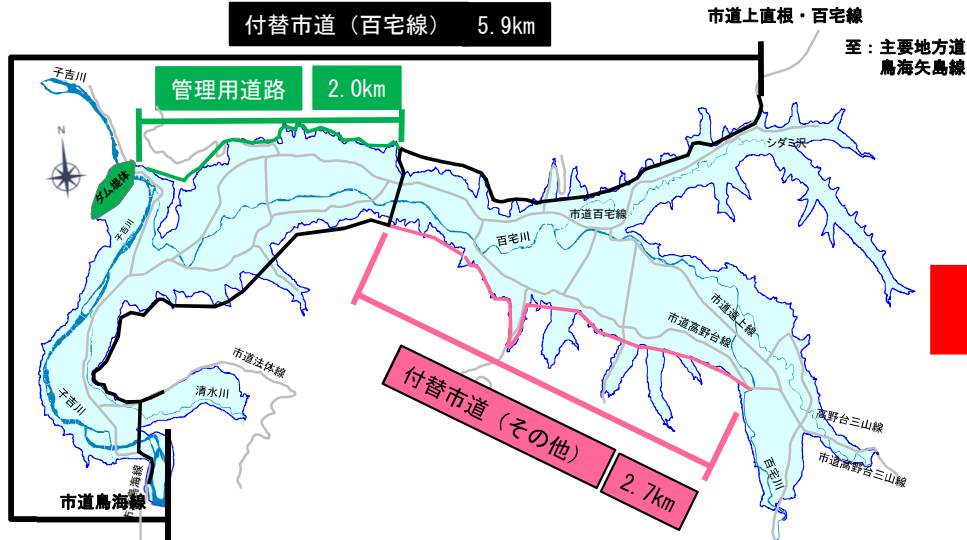 付替市道（百宅線） 5.9km
市道上直根・百宅線
至：主要地方道
鳥海矢島線
子吉川
管理用道路 2.0km
N
シダミ沢
ダム堤体
子吉川
市道百宅線
百宅川
市道遠上線
市道高野台線
市道法体線
清水川
付替市道（その他） 2.7km
子吉川
高野台三山線
市道高野台三山線
百宅川
市道鳥海線